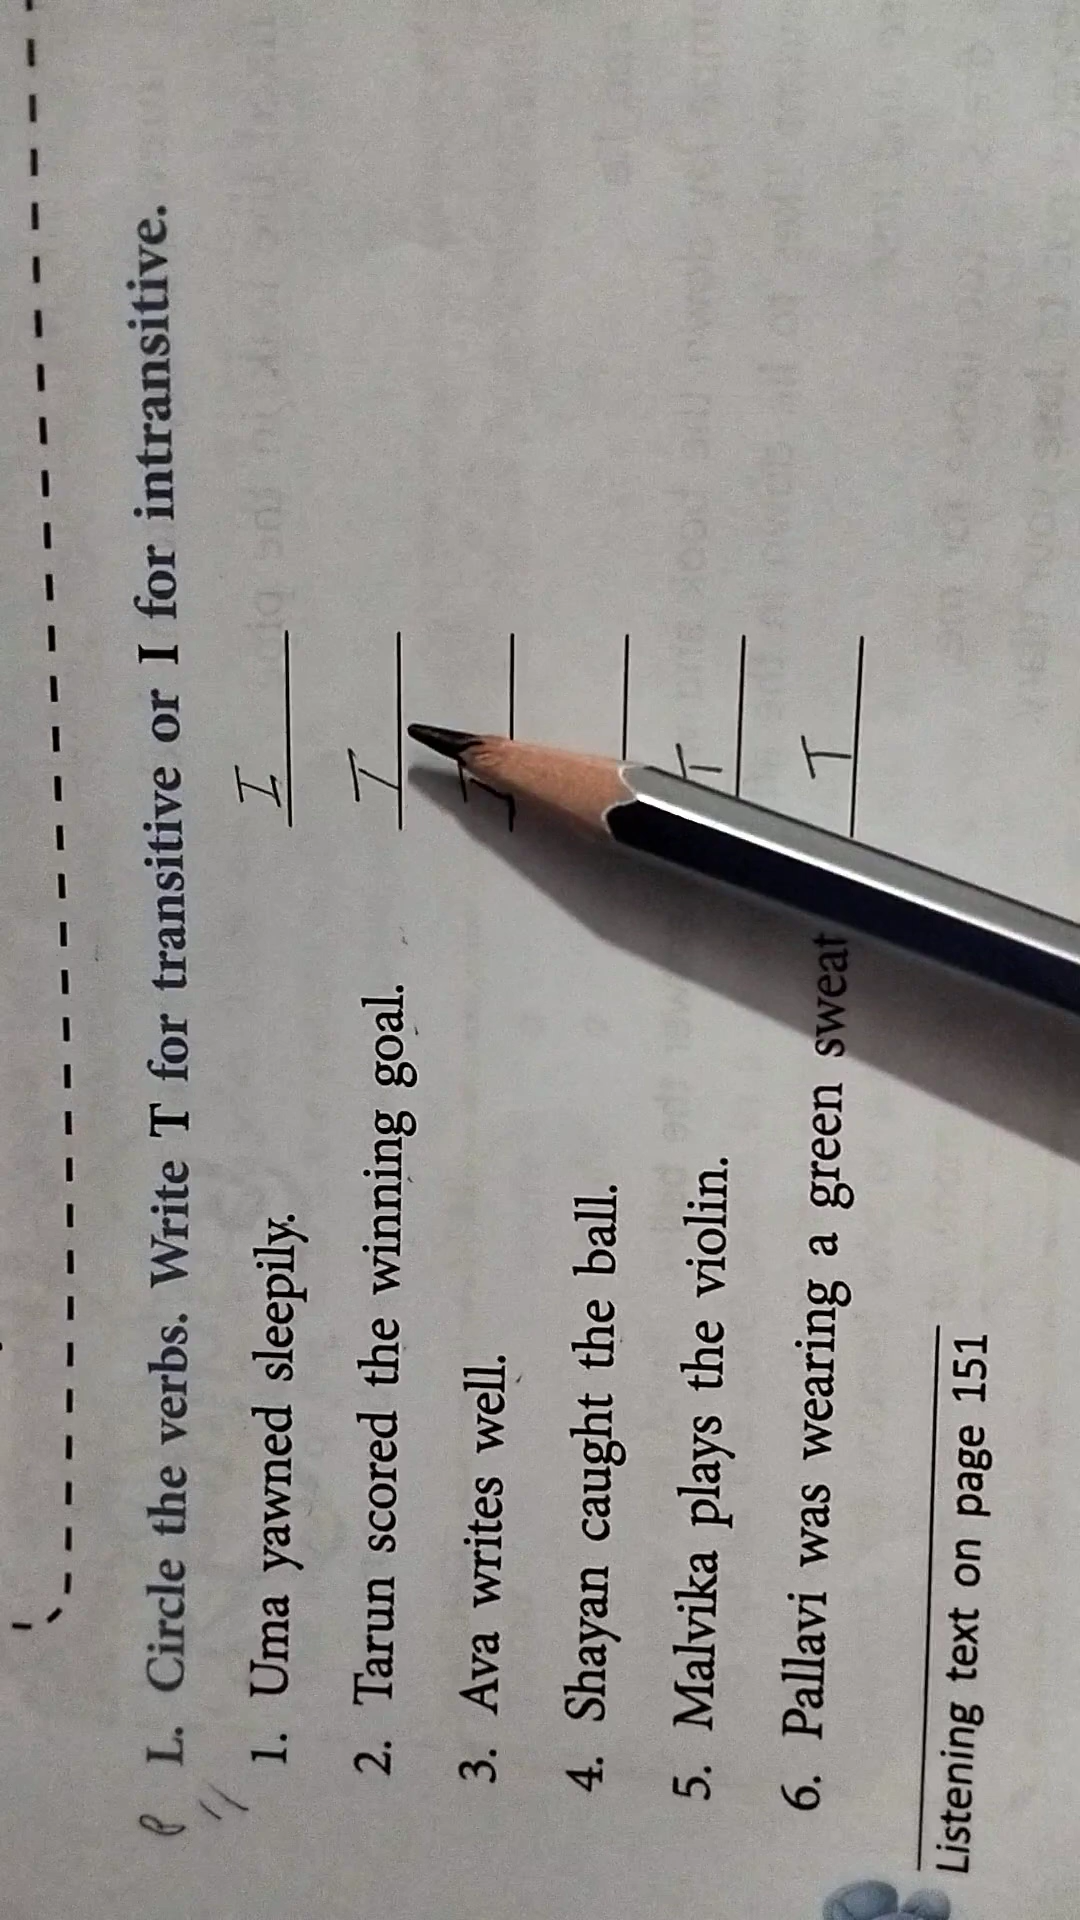 L. Circle the verbs. Write T for transitive or I for intransitive.
1. Uma yawned sleepily. I
2. Tarun scored the winning goal. T
3. Ava writes well.
4. Shayan caught the ball.
5. Malvika plays the violin. T
6. Pallavi was wearing a green sweat T
Listening text on page 151